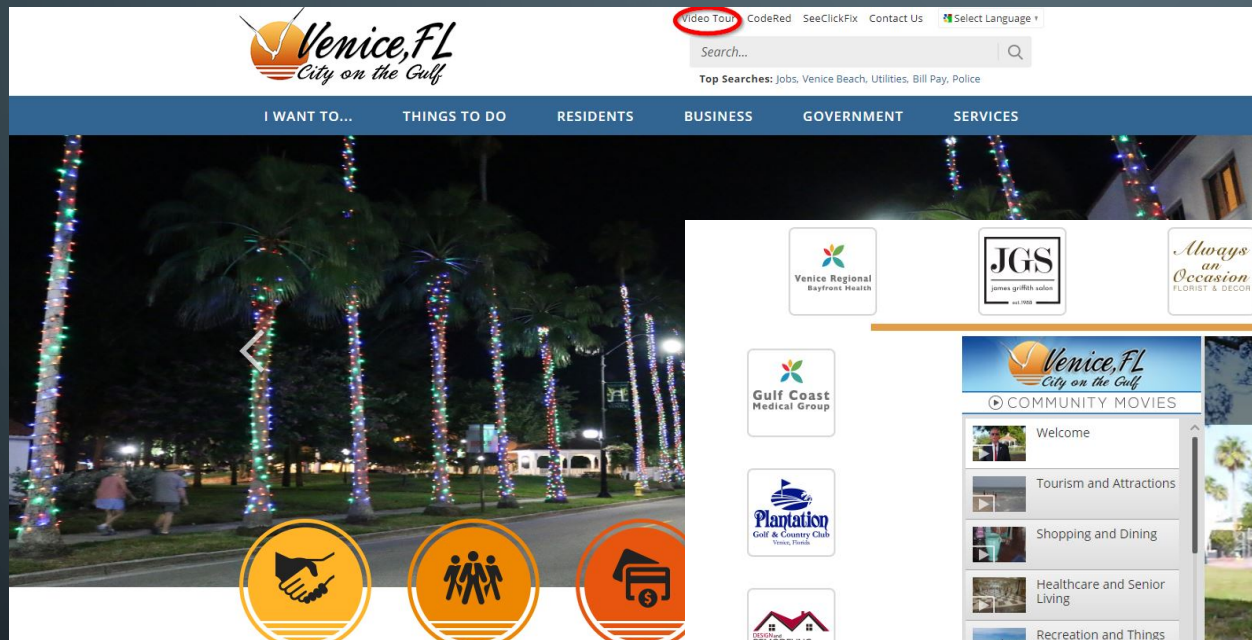 Venice, FL
City on the Gulf
Video Tour CodeRed SeeClickFix Contact Us Select Language
Search...
Top Searches: Jobs, Venice Beach, Utilities, Bill Pay, Police
I WANT TO... THINGS TO DO RESIDENTS BUSINESS GOVERNMENT SERVICES
Venice Regional
Bayfront Health
JGS
james griffith salon
est.1988
Always
an
Occasion
FLORIST & DECOR
Gulf Coast
Medical Group
Plantation
Golf & Country Club
Venice, Florida
DESIGN and
Venice, FL
City on the Gulf
COMMUNITY MOVIES
Welcome
Tourism and Attractions
Shopping and Dining
Healthcare and Senior
Living
Recreation and Things